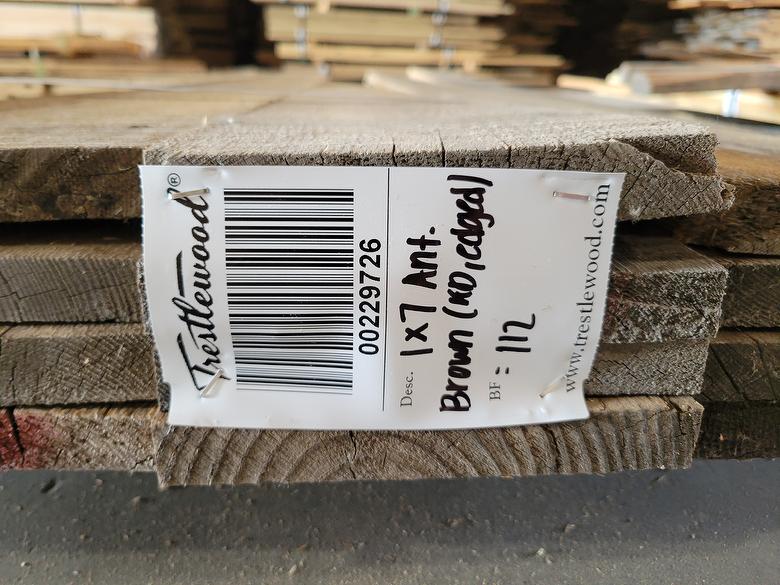 Trestlewood®
00229726
Desc. 1x7 Ant.
Brown (KD, edged)
BF = 112
www.trestlewood.com